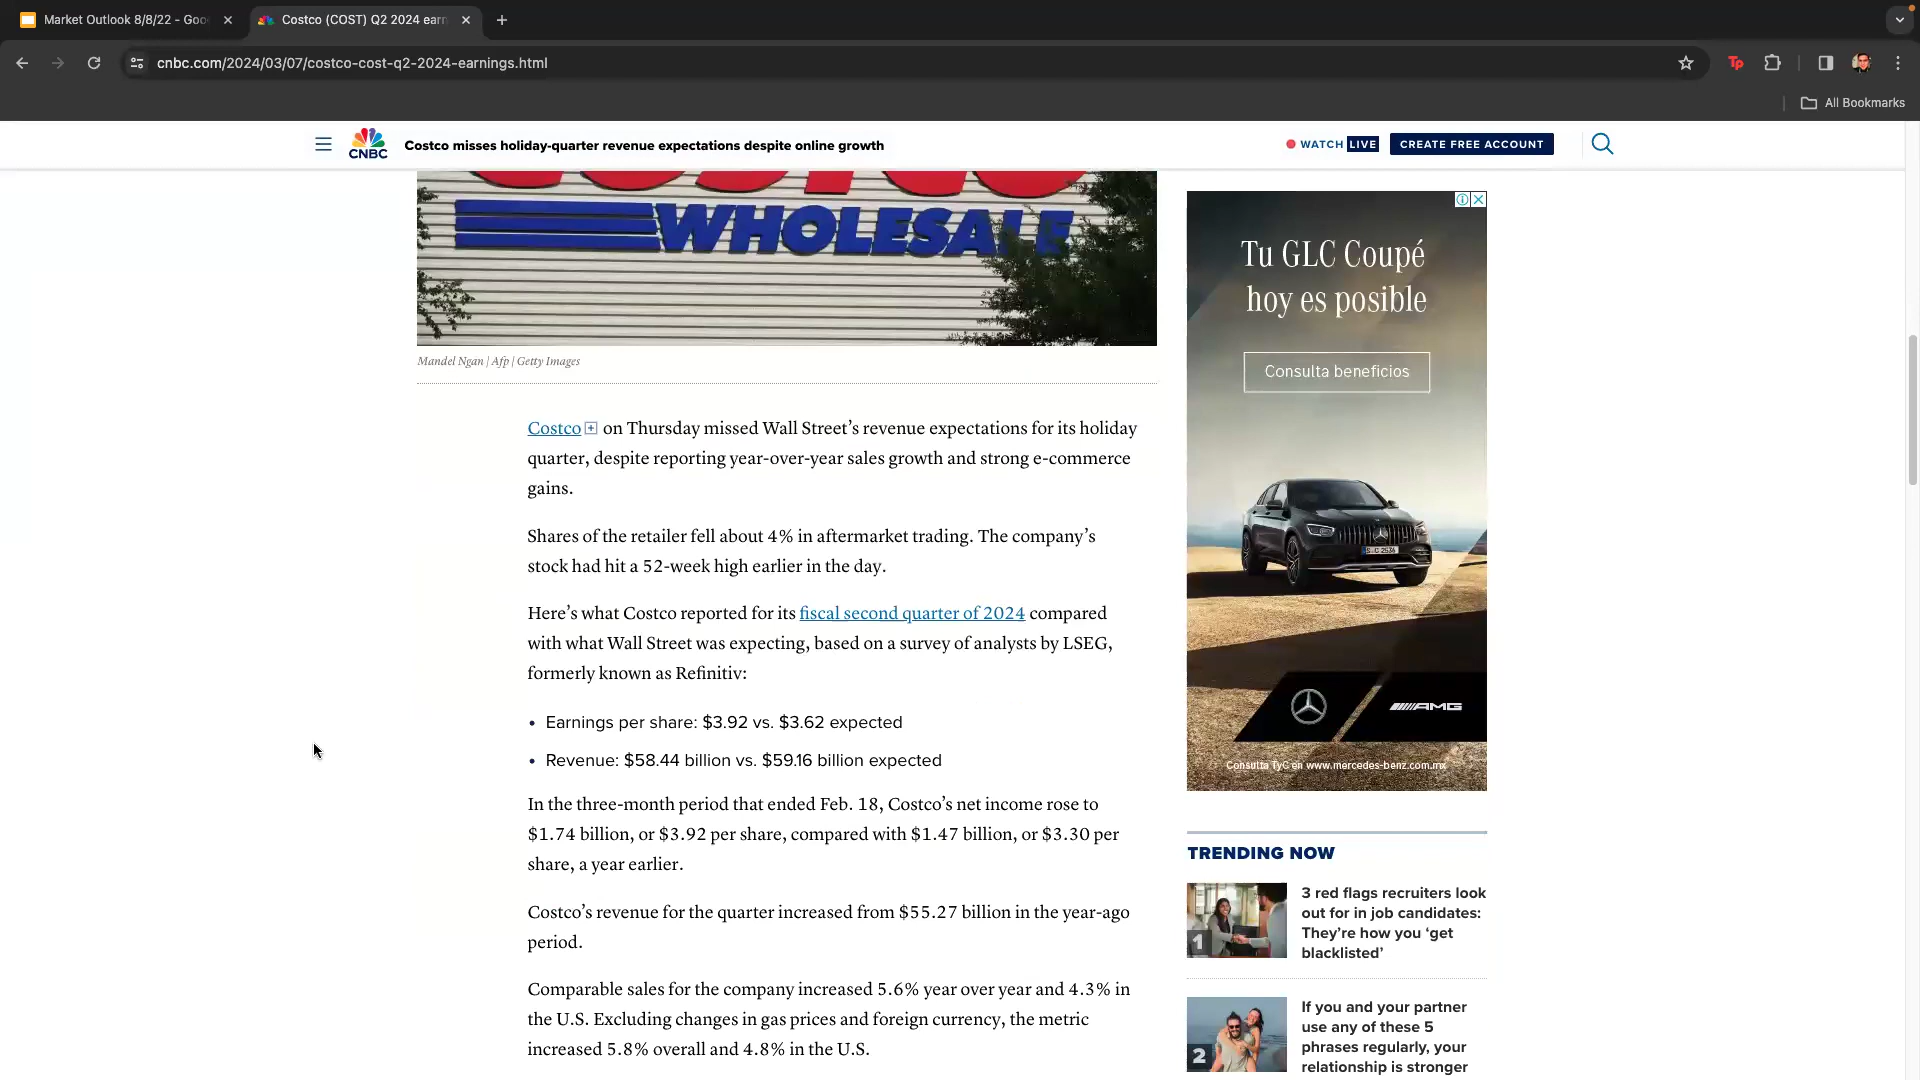 Market Outlook 8/8/22 - Goo
Costco (COST) Q2 2024 earn
cnbc.com/2024/03/07/costco-cost-q2-2024-earnings.html
Tp
All Bookmarks
CNBC
Costco misses holiday-quarter revenue expectations despite online growth
WATCH LIVE
CREATE FREE ACCOUNT
WHOLESALE
Mandel Ngan | Afp | Getty Images
Costco on Thursday missed Wall Street’s revenue expectations for its holiday
quarter, despite reporting year-over-year sales growth and strong e-commerce
gains.
Shares of the retailer fell about 4% in aftermarket trading. The company’s
stock had hit a 52-week high earlier in the day.
Here’s what Costco reported for its fiscal second quarter of 2024 compared
with what Wall Street was expecting, based on a survey of analysts by LSEG,
formerly known as Refinitiv:
• Earnings per share: $3.92 vs. $3.62 expected
• Revenue: $58.44 billion vs. $59.16 billion expected
In the three-month period that ended Feb. 18, Costco’s net income rose to
$1.74 billion, or $3.92 per share, compared with $1.47 billion, or $3.30 per
share, a year earlier.
Costco’s revenue for the quarter increased from $55.27 billion in the year-ago
period.
Comparable sales for the company increased 5.6% year over year and 4.3% in
the U.S. Excluding changes in gas prices and foreign currency, the metric
increased 5.8% overall and 4.8% in the U.S.
Tu GLC Coupé
hoy es posible
Consulta beneficios
AMG
Consulta TyC en www.mercedes-benz.com.mx
TRENDING NOW
1
3 red flags recruiters look
out for in job candidates:
They’re how you ‘get
blacklisted’
2
If you and your partner
use any of these 5
phrases regularly, your
relationship is stronger